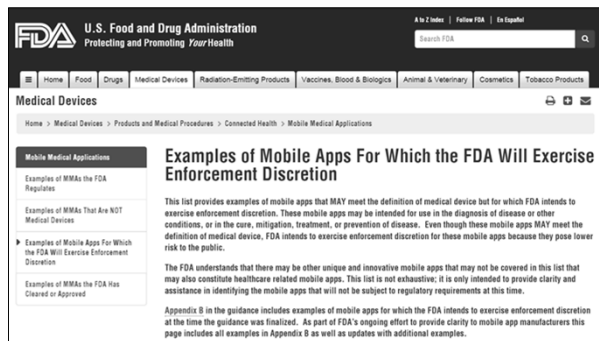 A to Z Index | Follow FDA | En Español
FDA
U.S. Food and Drug Administration
Protecting and Promoting Your Health
Search FDA
Home
Food
Drugs
Medical Devices
Radiation-Emitting Products
Vaccines, Blood & Biologics
Animal & Veterinary
Cosmetics
Tobacco Products
Medical Devices
Home > Medical Devices > Products and Medical Procedures > Connected Health > Mobile Medical Applications
Mobile Medical Applications
Examples of MMAs the FDA
Regulates
Examples of MMAs That Are NOT
Medical Devices
Examples of Mobile Apps For Which
the FDA Will Exercise Enforcement
Discretion
Examples of MMAs the FDA Has
Cleared or Approved
Examples of Mobile Apps For Which the FDA Will Exercise
Enforcement Discretion
This list provides examples of mobile apps that MAY meet the definition of medical device but for which FDA intends to
exercise enforcement discretion. These mobile apps may be intended for use in the diagnosis of disease or other
conditions, or in the cure, mitigation, treatment, or prevention of disease. Even though these mobile apps MAY meet the
definition of medical device, FDA intends to exercise enforcement discretion for these mobile apps because they pose lower
risk to the public.
The FDA understands that there may be other unique and innovative mobile apps that may not be covered in this list that
may also constitute healthcare related mobile apps. This list is not exhaustive; it is only intended to provide clarity and
assistance in identifying the mobile apps that will not be subject to regulatory requirements at this time.
Appendix B in the guidance includes examples of mobile apps for which the FDA intends to exercise enforcement discretion
at the time the guidance was finalized. As part of FDA's ongoing effort to provide clarity to mobile app manufacturers this
page includes all examples in Appendix B as well as updates with additional examples.